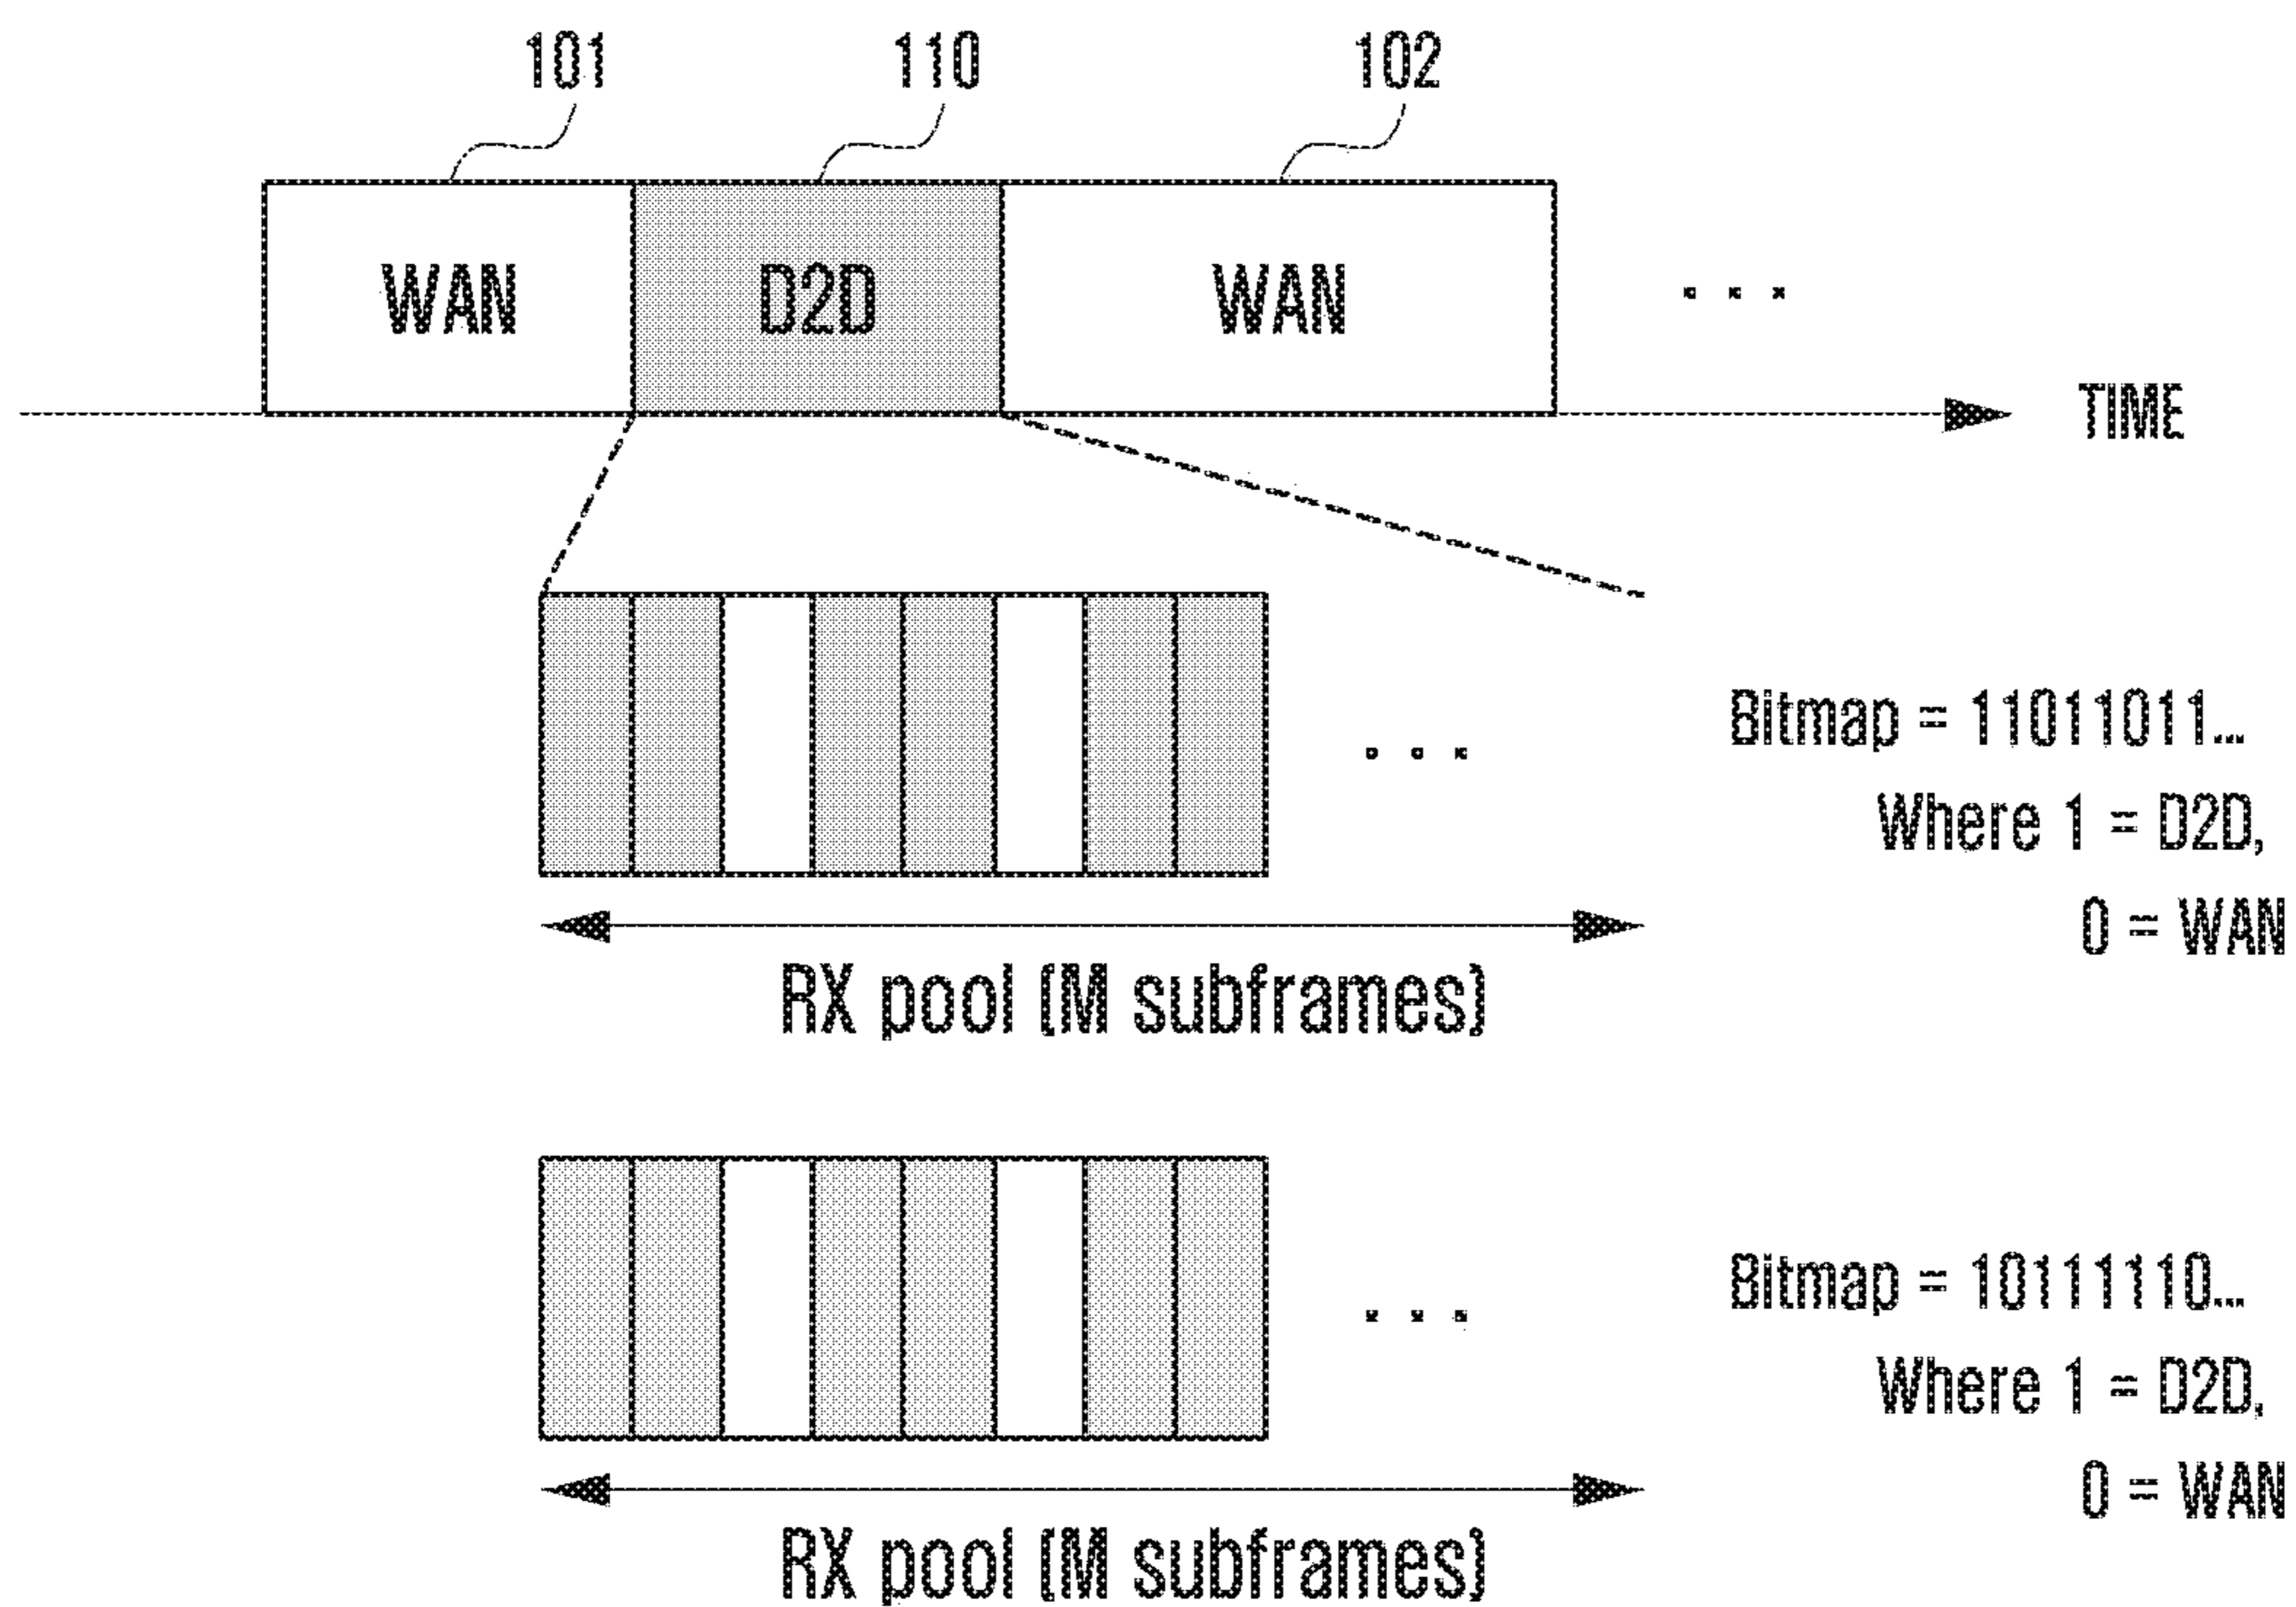 101 110 102
WAN D2D WAN ...
TIME
...
Bitmap = 11011011...
Where 1 = D2D,
0 = WAN
RX pool (M subframes)
...
Bitmap = 10111110...
Where 1 = D2D,
0 = WAN
RX pool (M subframes)